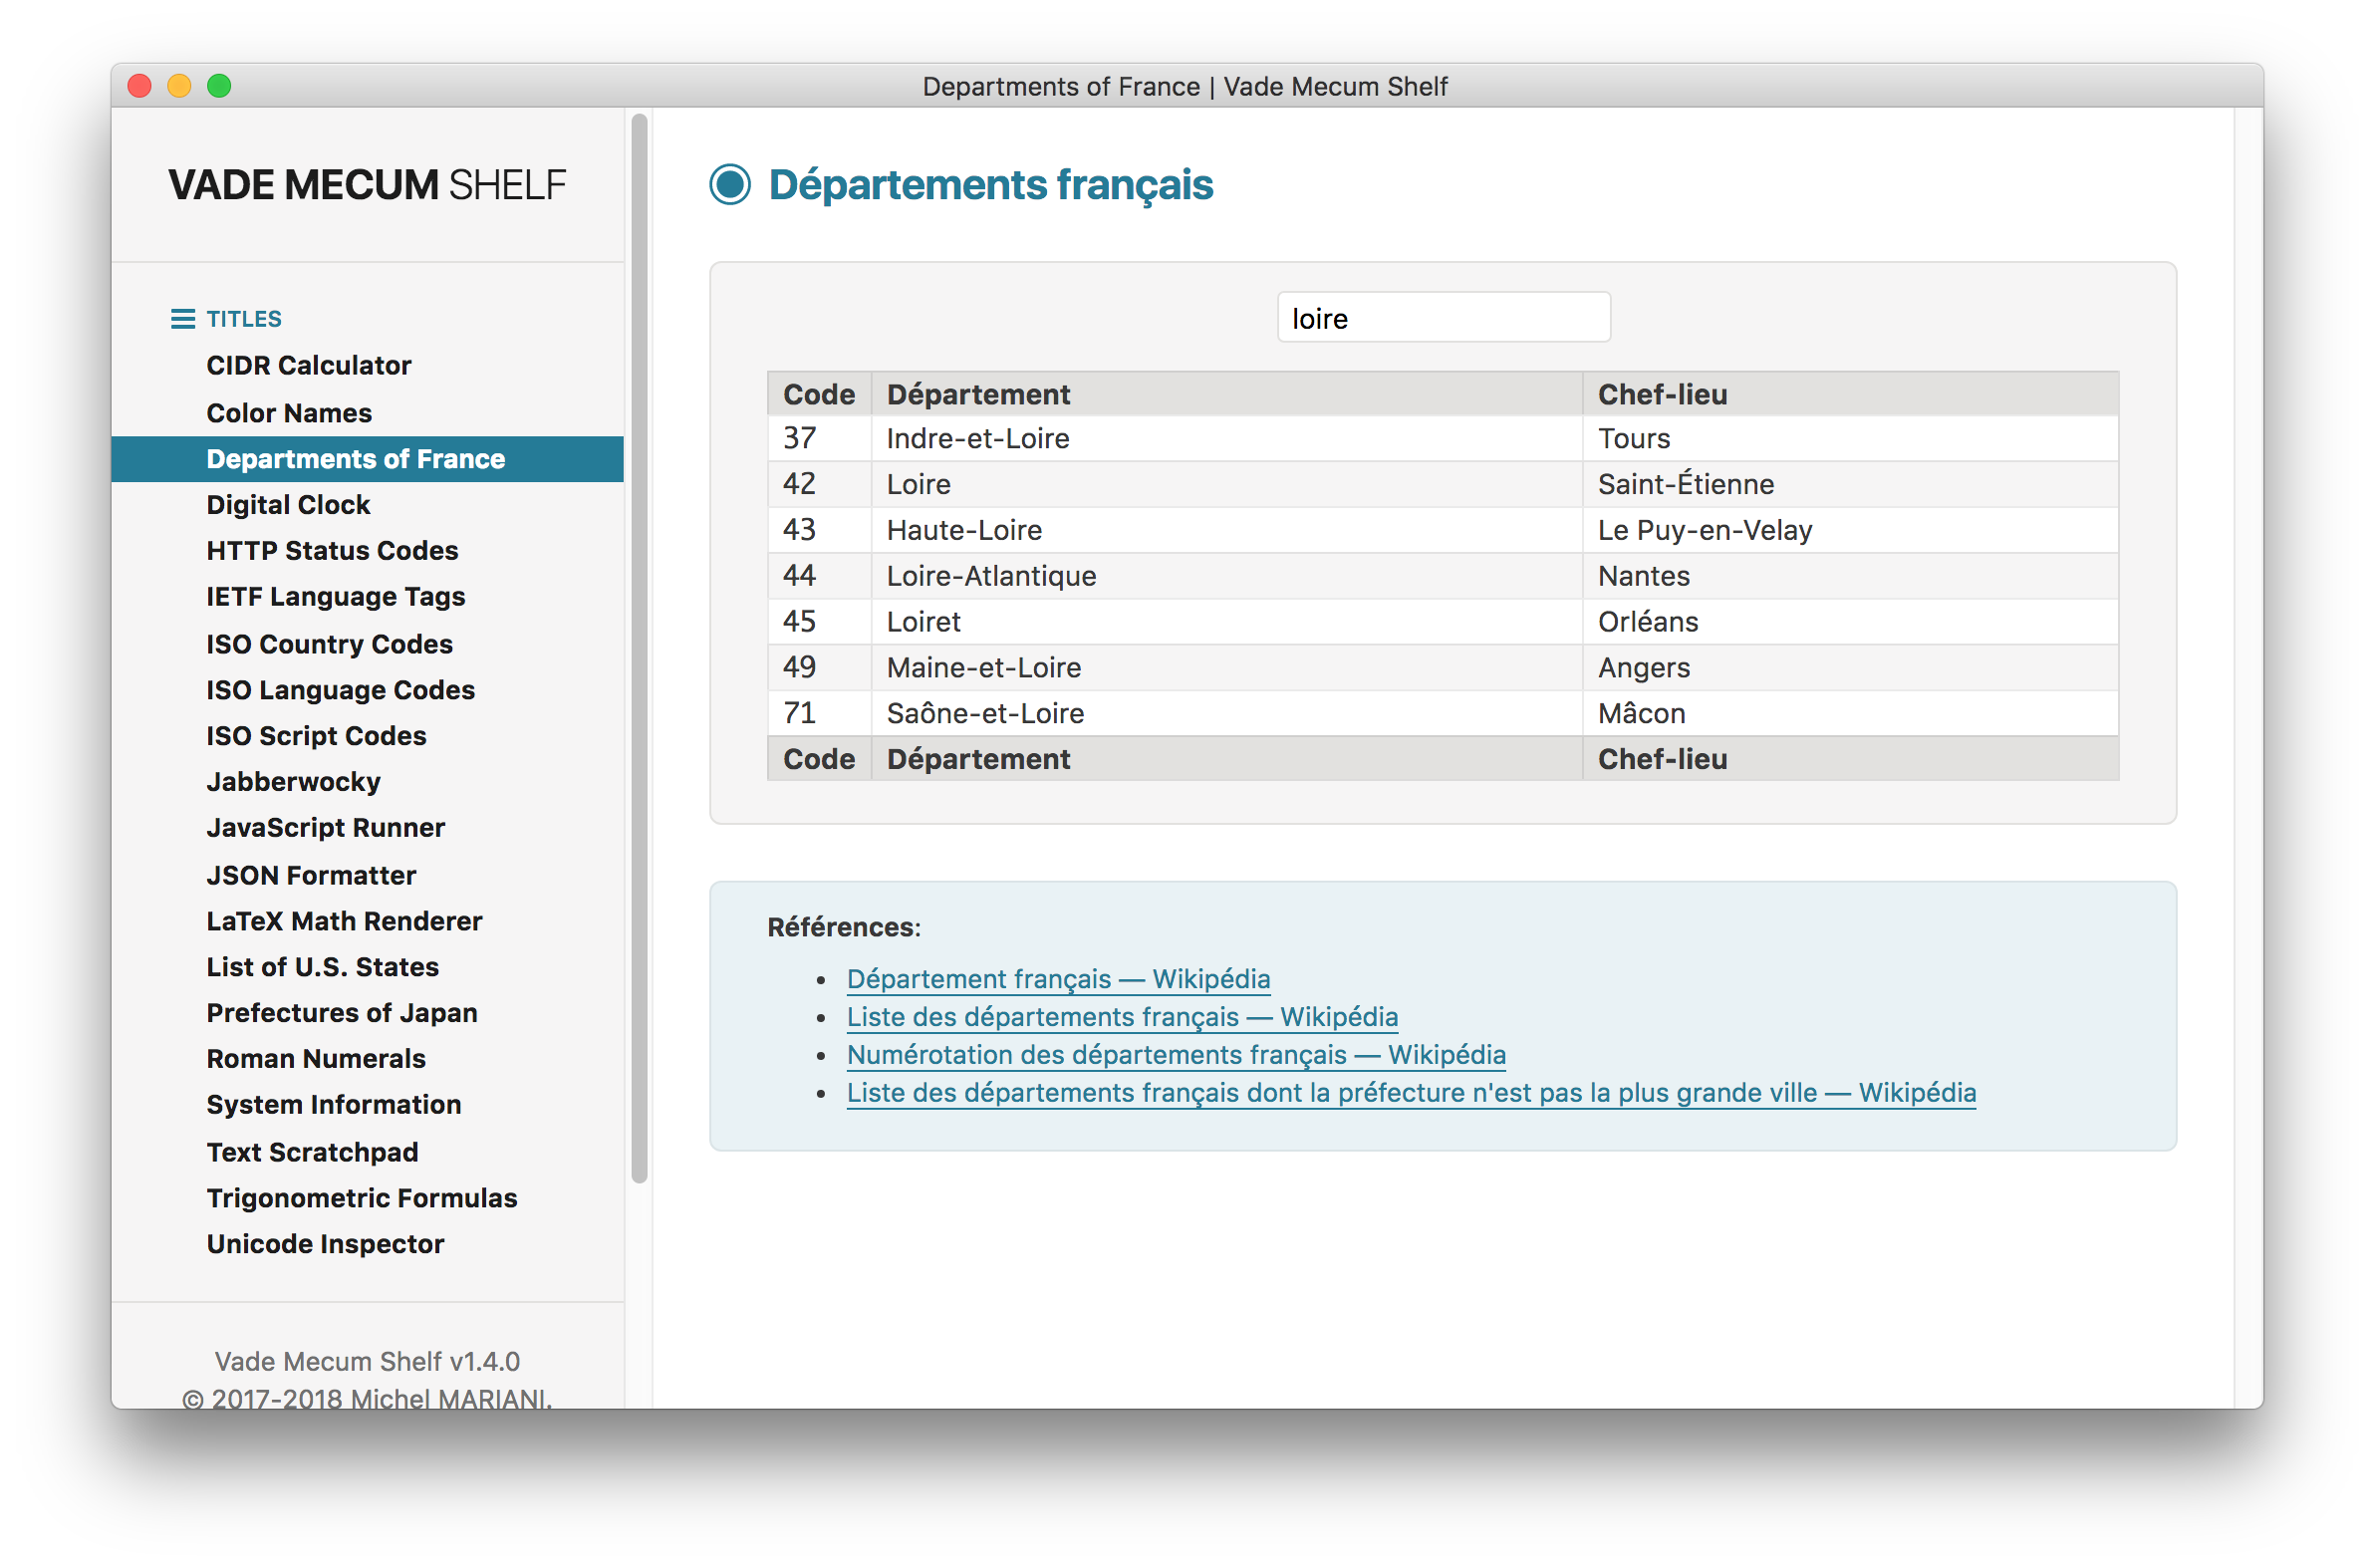 Departments of France | Vade Mecum Shelf
VADE MECUM SHELF
TITLES
CIDR Calculator
Color Names
Departments of France
Digital Clock
HTTP Status Codes
IETF Language Tags
ISO Country Codes
ISO Language Codes
ISO Script Codes
Jabberwocky
JavaScript Runner
JSON Formatter
LaTeX Math Renderer
List of U.S. States
Prefectures of Japan
Roman Numerals
System Information
Text Scratchpad
Trigonometric Formulas
Unicode Inspector
Vade Mecum Shelf v1.4.0
© 2017-2018 Michel MARIANI.
Départements français
loire
Code Département Chef-lieu
37 Indre-et-Loire Tours
42 Loire Saint-Étienne
43 Haute-Loire Le Puy-en-Velay
44 Loire-Atlantique Nantes
45 Loiret Orléans
49 Maine-et-Loire Angers
71 Saône-et-Loire Mâcon
Code Département Chef-lieu
Références:
• Département français — Wikipédia
• Liste des départements français — Wikipédia
• Numérotation des départements français — Wikipédia
• Liste des départements français dont la préfecture n'est pas la plus grande ville — Wikipédia